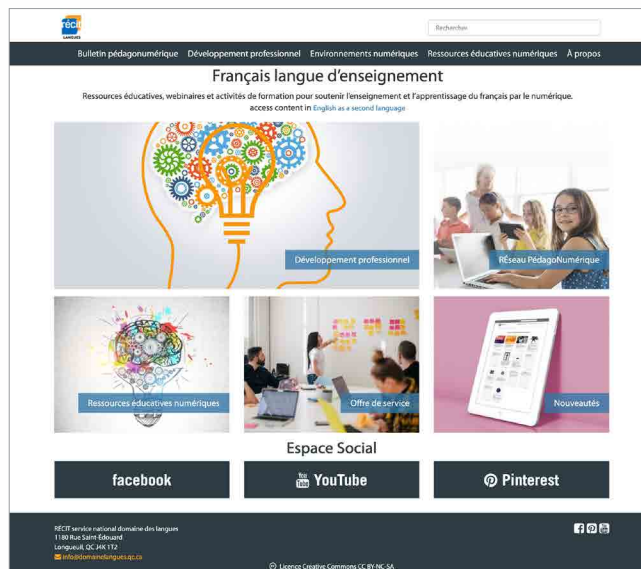 récit
LANGUES
Rechercher
Bulletin pédagonumérique Développement professionnel Environnements numériques Ressources éducatives numériques À propos
Français langue d'enseignement
Ressources éducatives, webinaires et activités de formation pour soutenir l'enseignement et l'apprentissage du français par le numérique.
access content in English as a second language
Développement professionnel
RÉseau PédagoNumérique
Ressources éducatives numériques
Offre de service
Nouveautés
Espace Social
facebook
You Tube YouTube
Pinterest
RÉCIT service national domaine des langues
1180 Rue Saint-Édouard
Longueuil, QC J4K 1T2
info@domainelangues.qc.ca
Licence Creative Commons CC BY-NC-SA